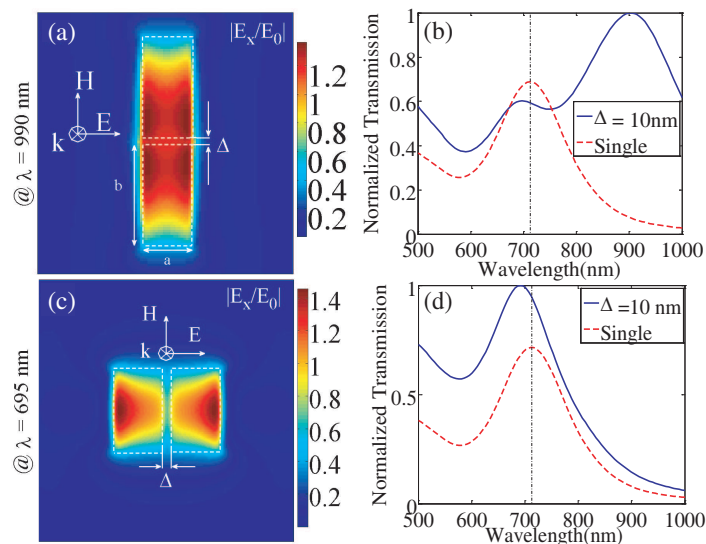 (a)
|Eₓ/E₀|
H
E
k
Δ
b
a
@ λ = 990 nm
1.2
1
0.8
0.6
0.4
0.2
(b)
Normalized Transmission
1
0.8
0.6
0.4
0.2
0
500 600 700 800 900 1000
Wavelength(nm)
Δ = 10nm
Single
(c)
|Eₓ/E₀|
H
E
k
Δ
@ λ = 695 nm
1.4
1.2
1
0.8
0.6
0.4
0.2
(d)
Normalized Transmission
1
0.5
0
500 600 700 800 900 1000
Wavelength(nm)
Δ =10 nm
Single